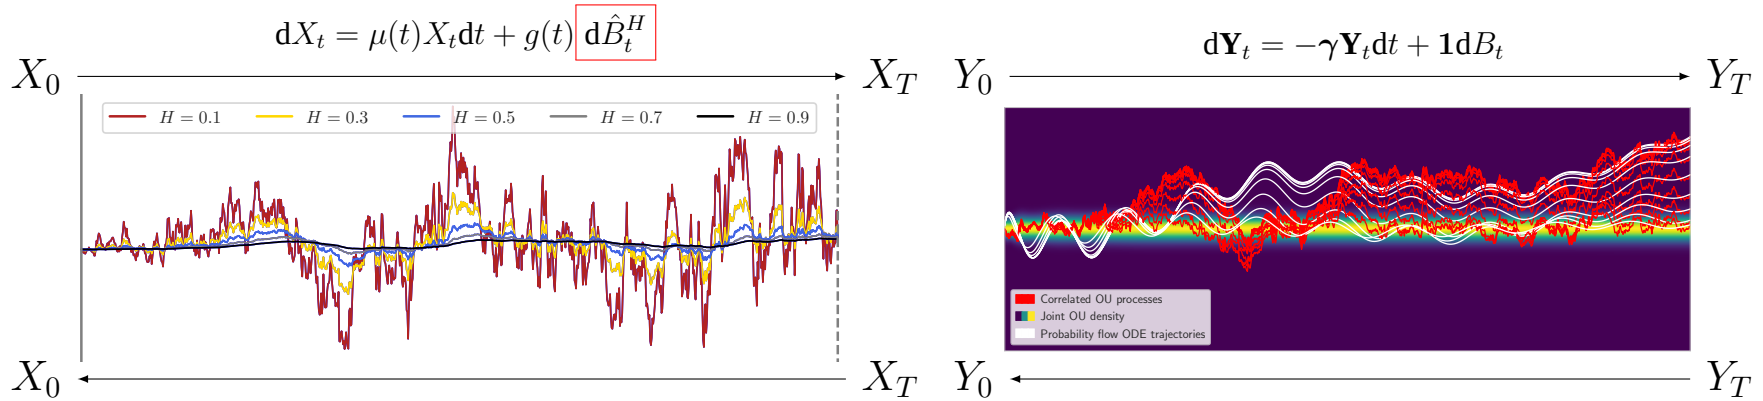 dX_t = μ(t)X_t dt + g(t) dB̂_t^H
X_0 X_T
H = 0.1 H = 0.3 H = 0.5 H = 0.7 H = 0.9
X_0 X_T
dY_t = −γY_t dt + 1dB_t
Y_0 Y_T
Correlated OU processes
Joint OU density
Probability flow ODE trajectories
Y_0 Y_T